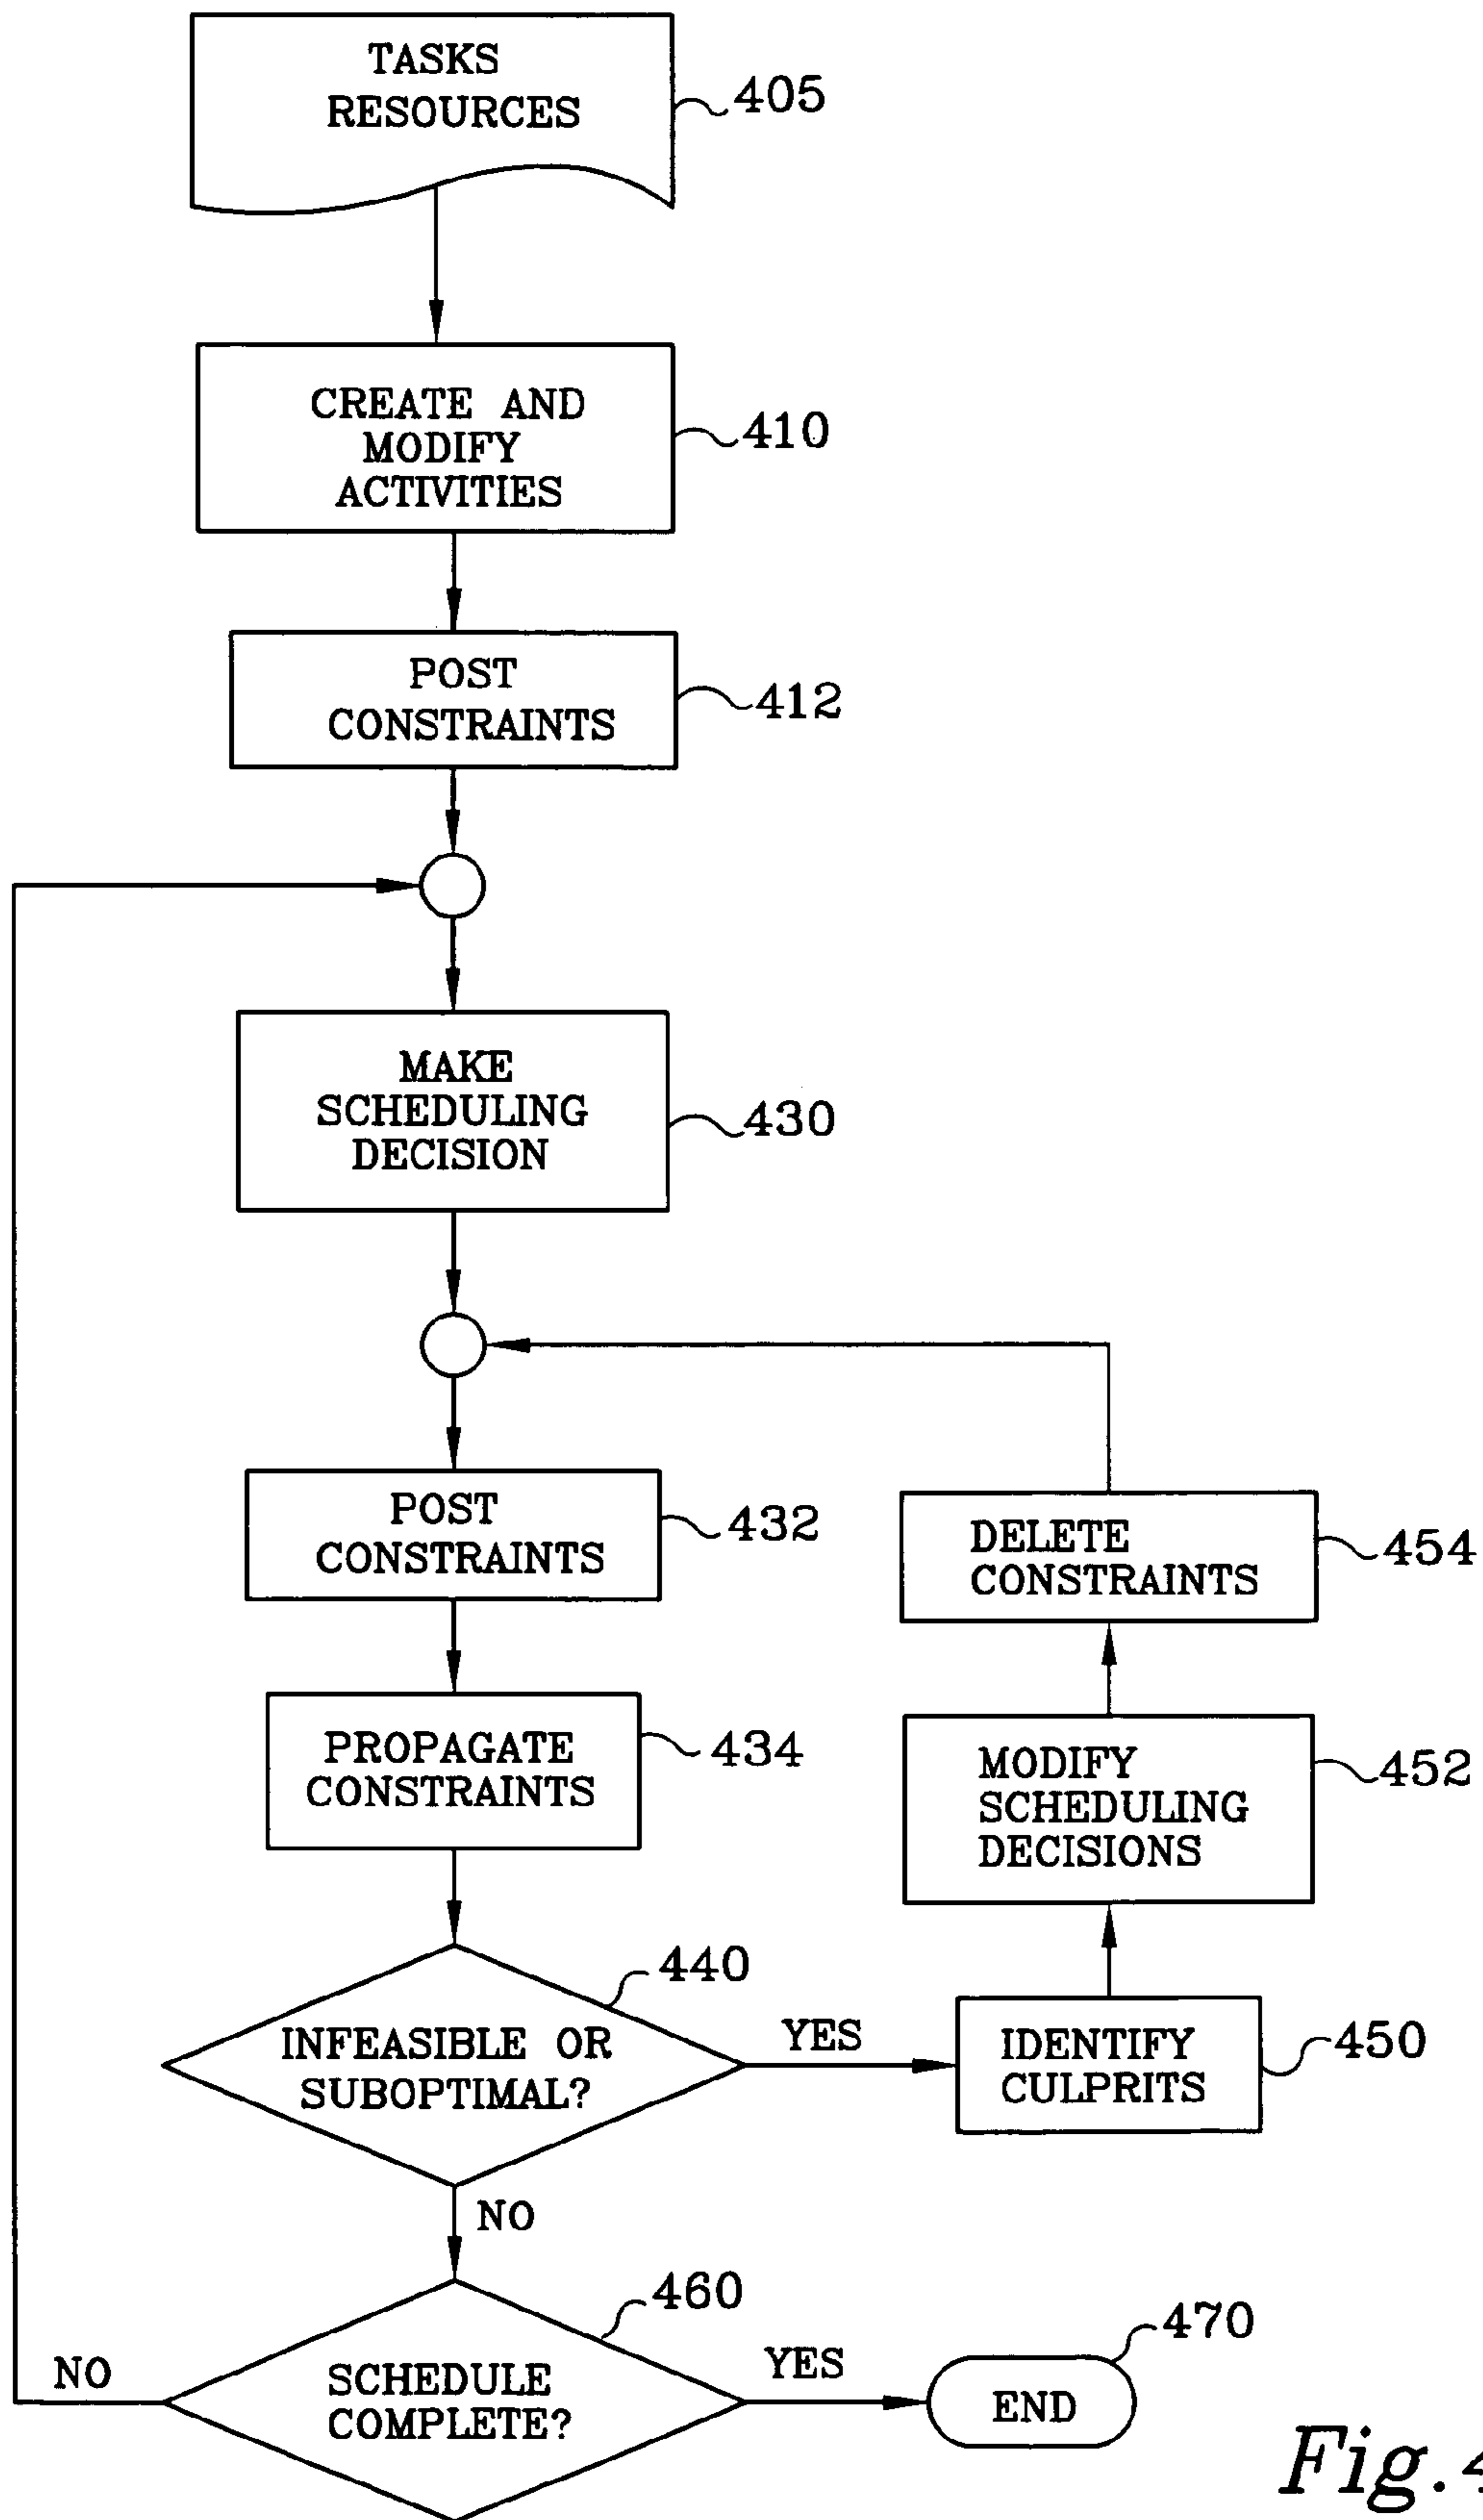 TASKS
RESOURCES
405
CREATE AND
MODIFY
ACTIVITIES
410
POST
CONSTRAINTS
412
MAKE
SCHEDULING
DECISION
430
POST
CONSTRAINTS
432
DELETE
CONSTRAINTS
454
PROPAGATE
CONSTRAINTS
434
MODIFY
SCHEDULING
DECISIONS
452
440
INFEASIBLE OR
SUBOPTIMAL?
YES
IDENTIFY
CULPRITS
450
NO
460
SCHEDULE
COMPLETE?
NO
YES
470
END
Fig. 4